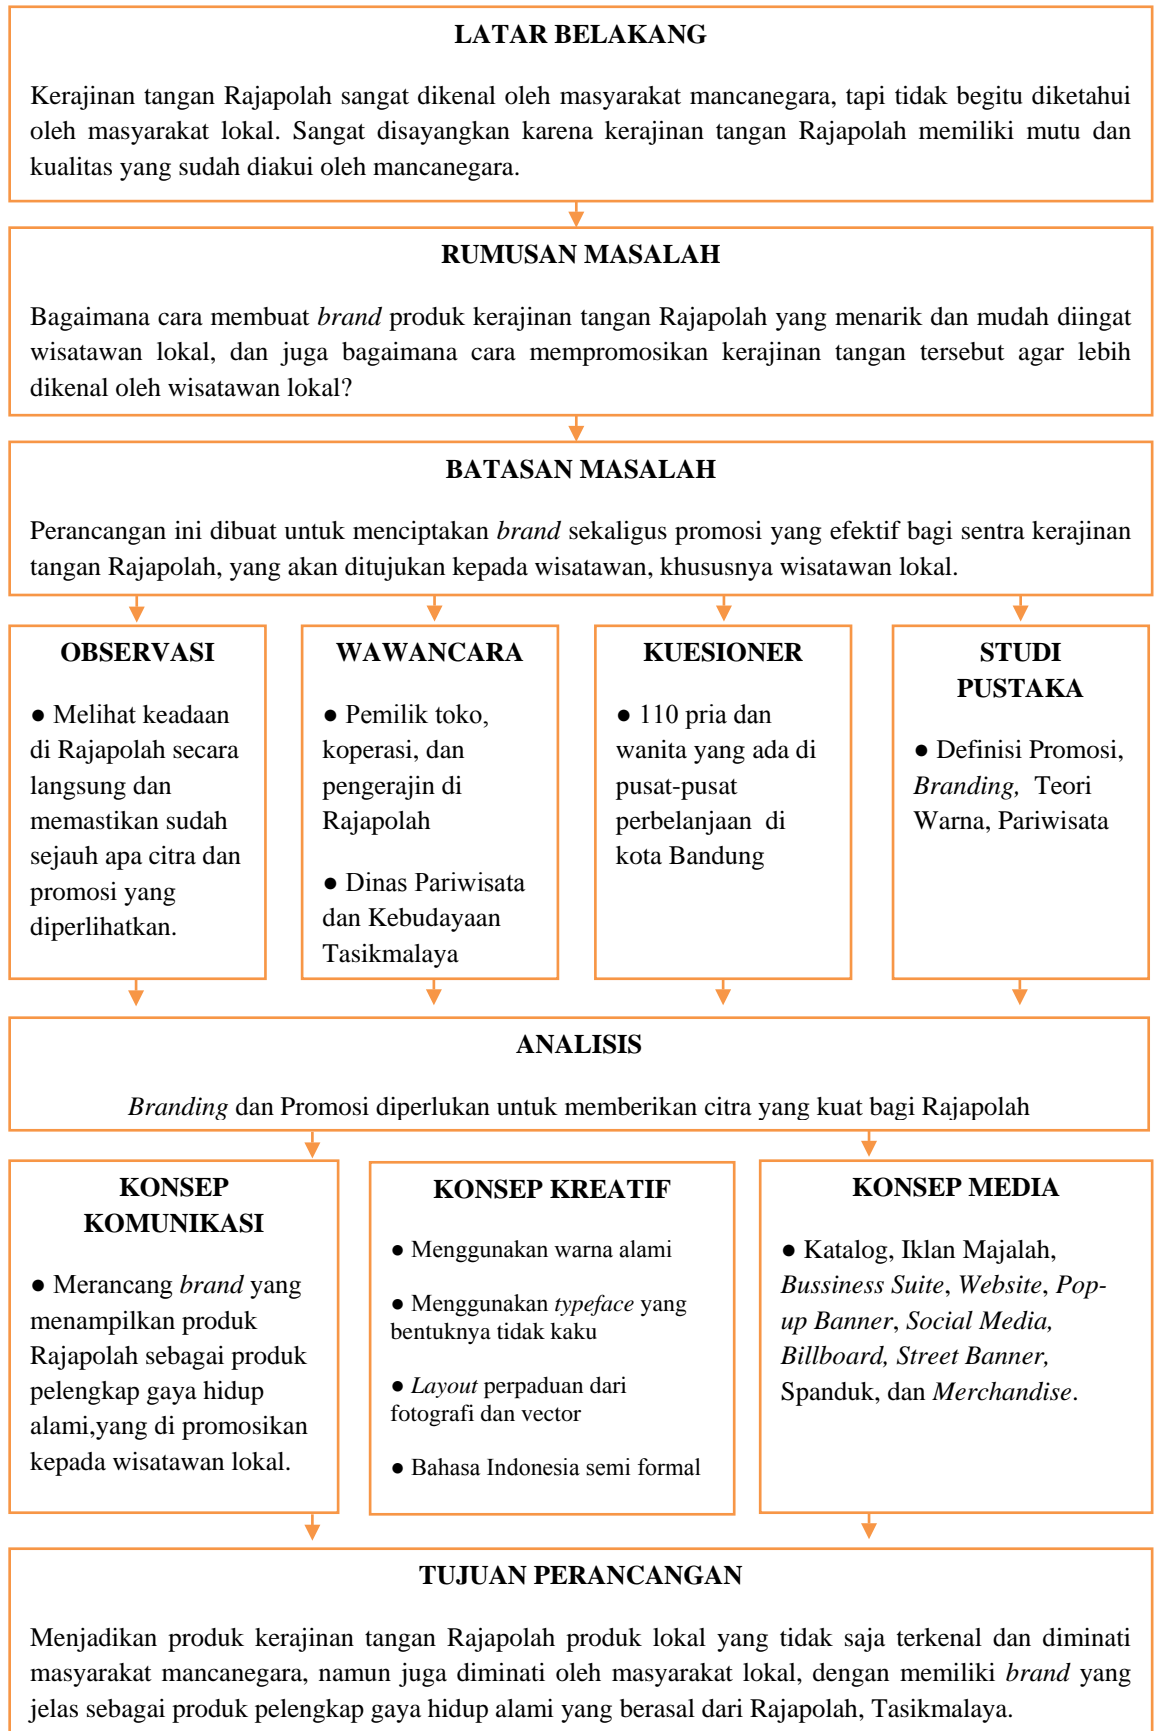 LATAR BELAKANG
Kerajinan tangan Rajapolah sangat dikenal oleh masyarakat mancanegara, tapi tidak begitu diketahui
oleh masyarakat lokal. Sangat disayangkan karena kerajinan tangan Rajapolah memiliki mutu dan
kualitas yang sudah diakui oleh mancanegara.
RUMUSAN MASALAH
Bagaimana cara membuat brand produk kerajinan tangan Rajapolah yang menarik dan mudah diingat
wisatawan lokal, dan juga bagaimana cara mempromosikan kerajinan tangan tersebut agar lebih
dikenal oleh wisatawan lokal?
BATASAN MASALAH
Perancangan ini dibuat untuk menciptakan brand sekaligus promosi yang efektif bagi sentra kerajinan
tangan Rajapolah, yang akan ditujukan kepada wisatawan, khususnya wisatawan lokal.
OBSERVASI
● Melihat keadaan
di Rajapolah secara
langsung dan
memastikan sudah
sejauh apa citra dan
promosi yang
diperlihatkan.
WAWANCARA
● Pemilik toko,
koperasi, dan
pengerajin di
Rajapolah
● Dinas Pariwisata
dan Kebudayaan
Tasikmalaya
KUESIONER
● 110 pria dan
wanita yang ada di
pusat-pusat
perbelanjaan di
kota Bandung
STUDI
PUSTAKA
● Definisi Promosi,
Branding, Teori
Warna, Pariwisata
ANALISIS
Branding dan Promosi diperlukan untuk memberikan citra yang kuat bagi Rajapolah
KONSEP
KOMUNIKASI
● Merancang brand yang
menampilkan produk
Rajapolah sebagai produk
pelengkap gaya hidup
alami,yang di promosikan
kepada wisatawan lokal.
KONSEP KREATIF
● Menggunakan warna alami
● Menggunakan typeface yang
bentuknya tidak kaku
● Layout perpaduan dari
fotografi dan vector
● Bahasa Indonesia semi formal
KONSEP MEDIA
● Katalog, Iklan Majalah,
Bussiness Suite, Website, Pop-
up Banner, Social Media,
Billboard, Street Banner,
Spanduk, dan Merchandise.
TUJUAN PERANCANGAN
Menjadikan produk kerajinan tangan Rajapolah produk lokal yang tidak saja terkenal dan diminati
masyarakat mancanegara, namun juga diminati oleh masyarakat lokal, dengan memiliki brand yang
jelas sebagai produk pelengkap gaya hidup alami yang berasal dari Rajapolah, Tasikmalaya.